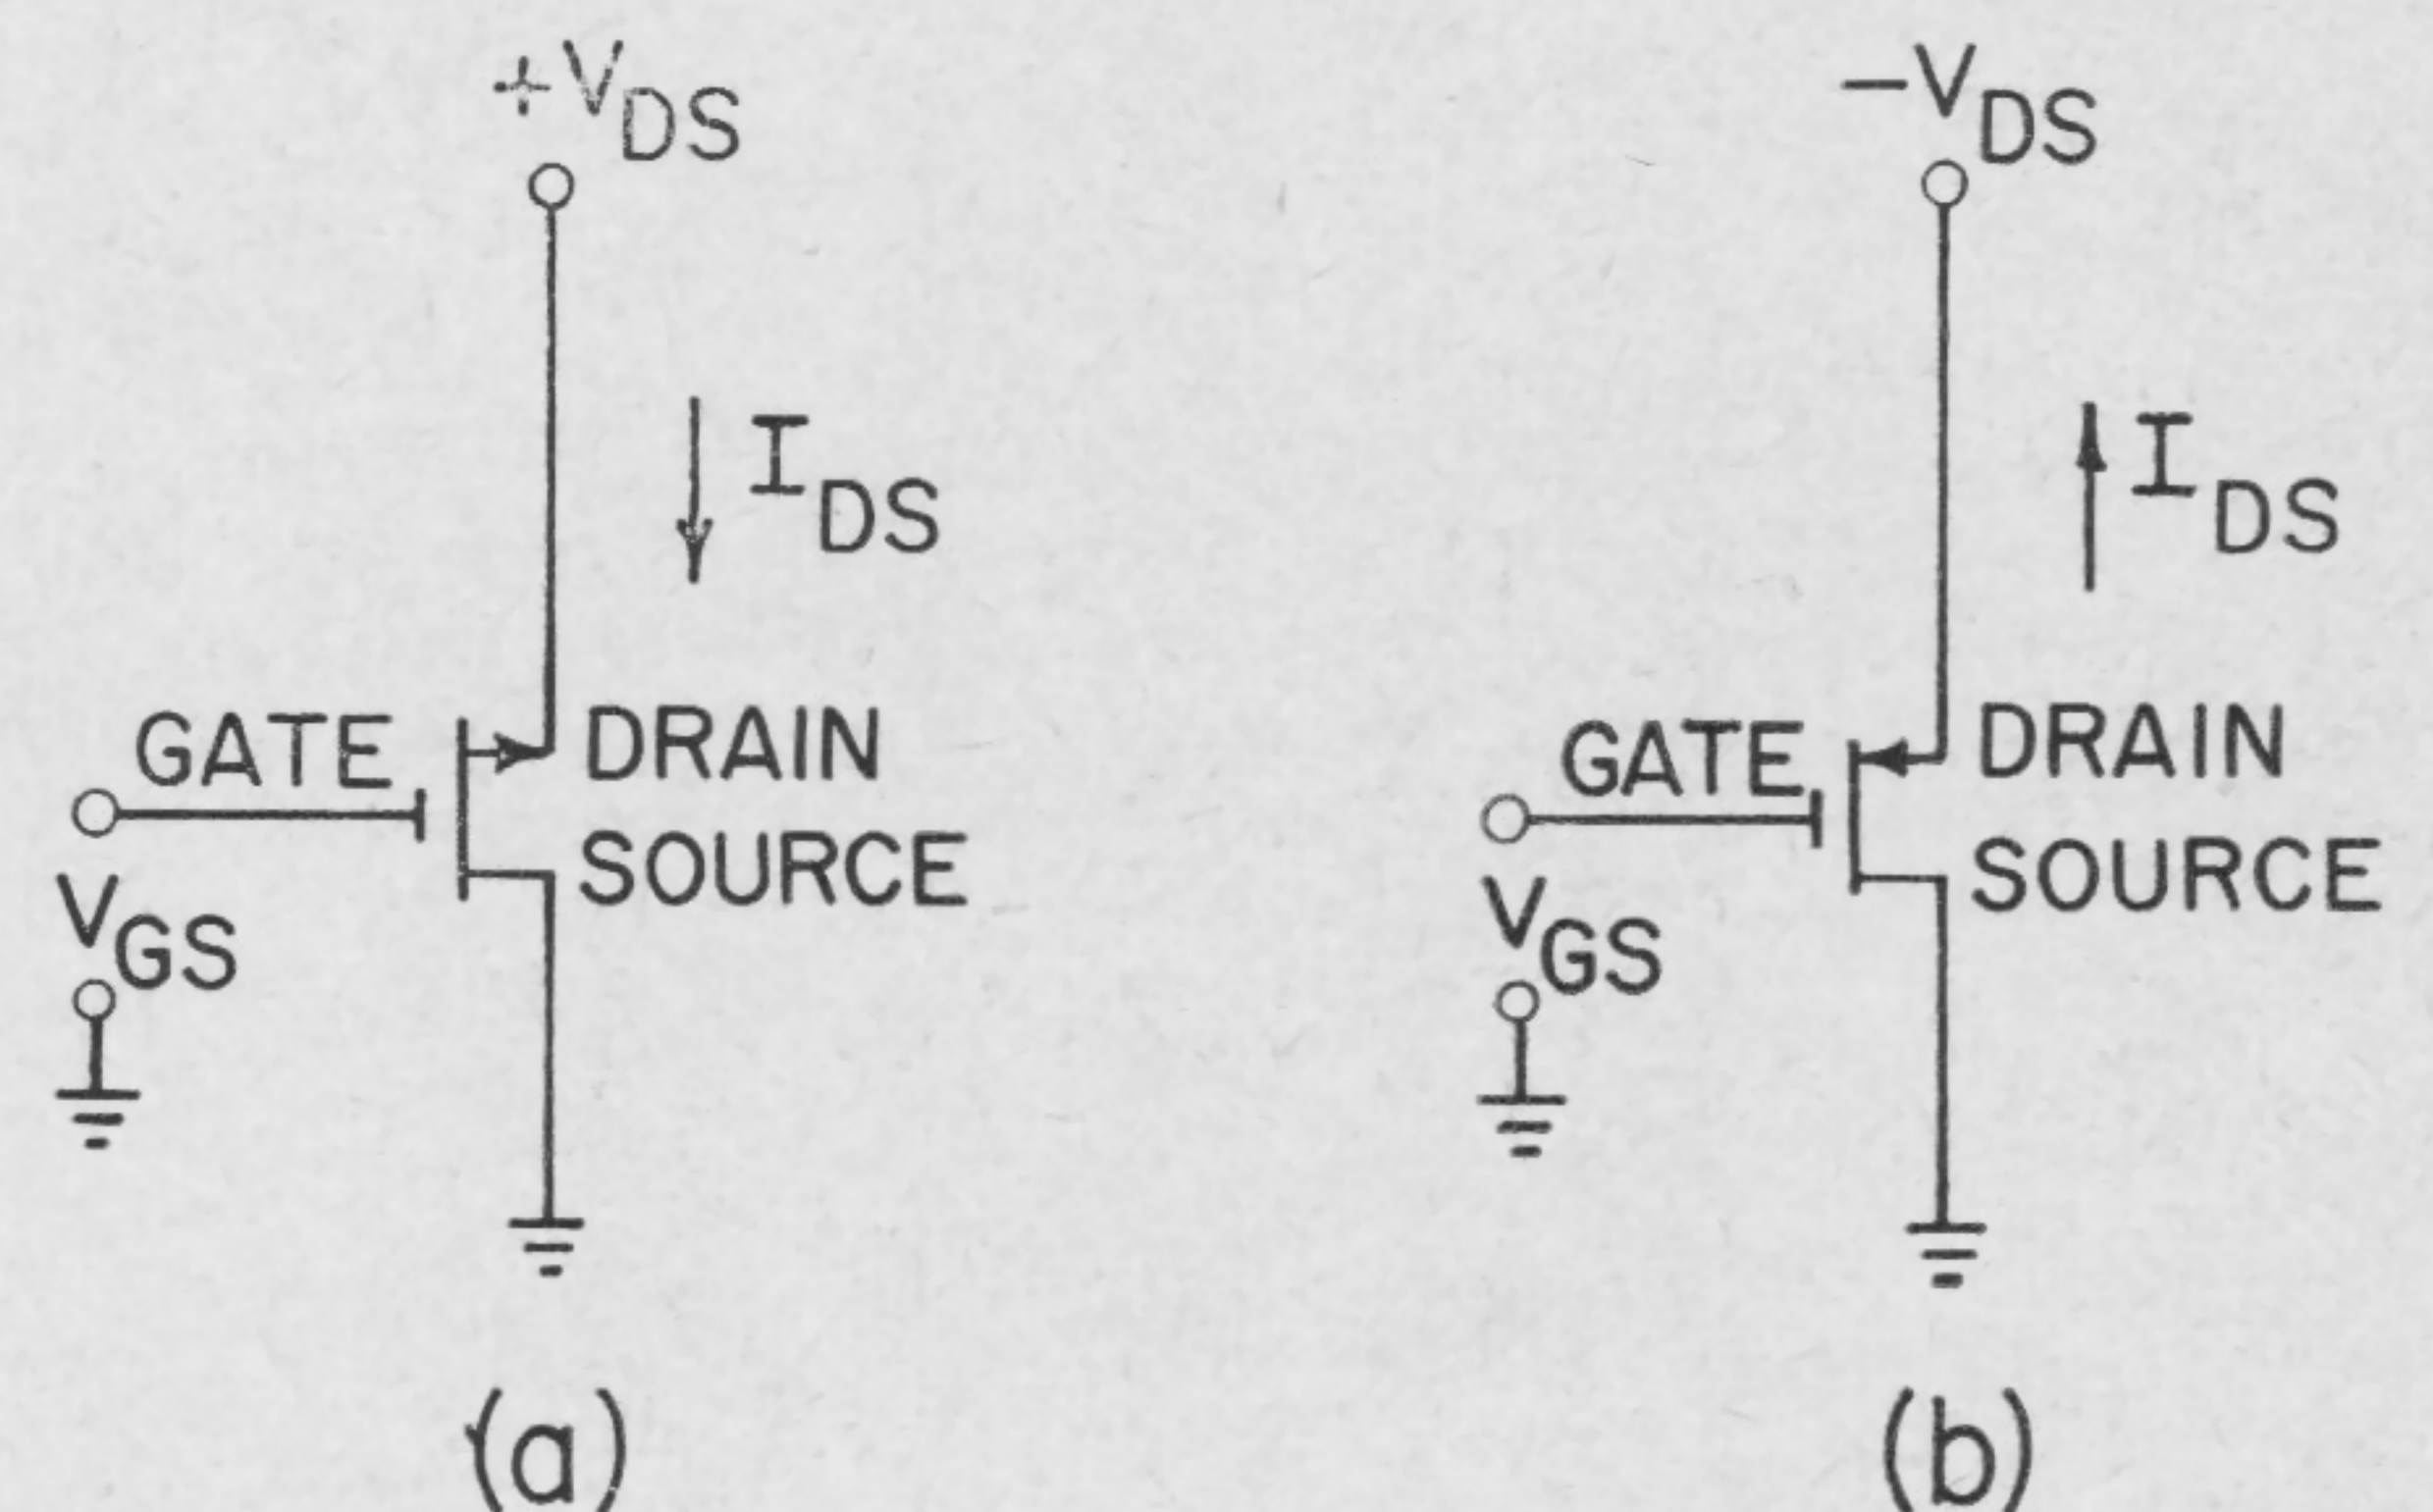 +VDS
IDS
GATE
DRAIN
SOURCE
VGS
(a)
-VDS
IDS
GATE
DRAIN
SOURCE
VGS
(b)